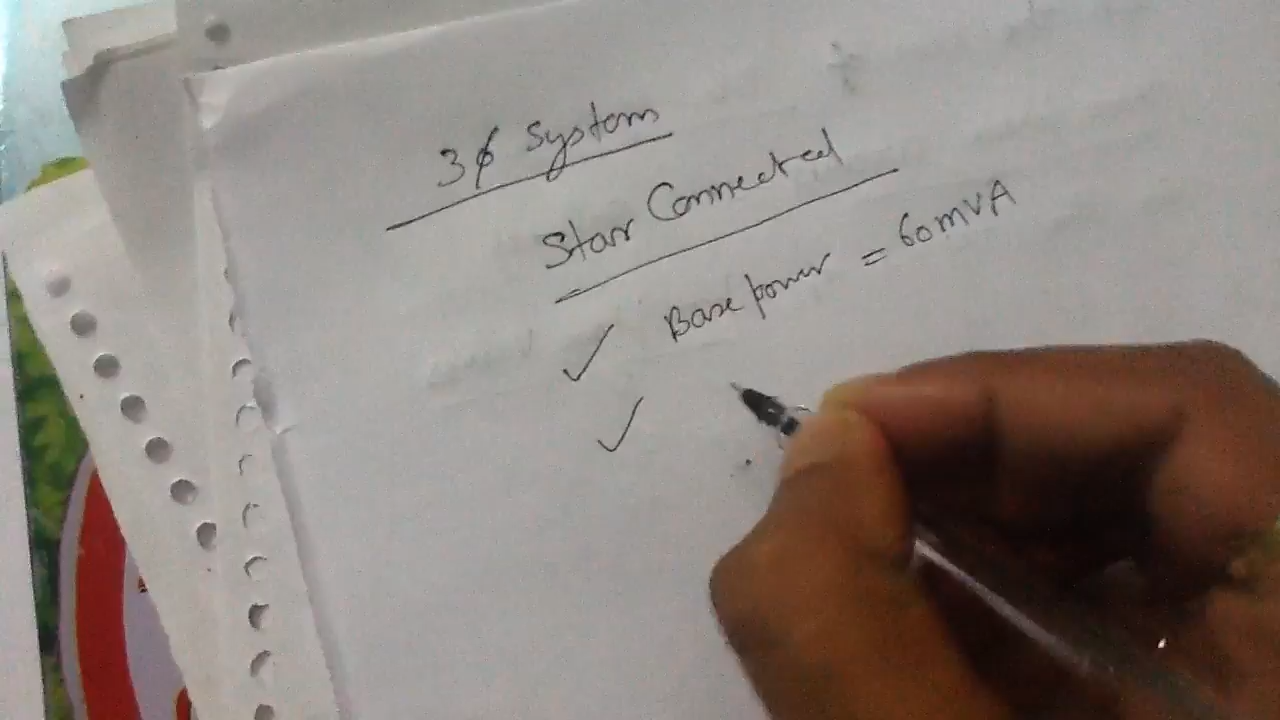 3ϕ System
Star Connected
✓ Base power = 60 mVA
✓